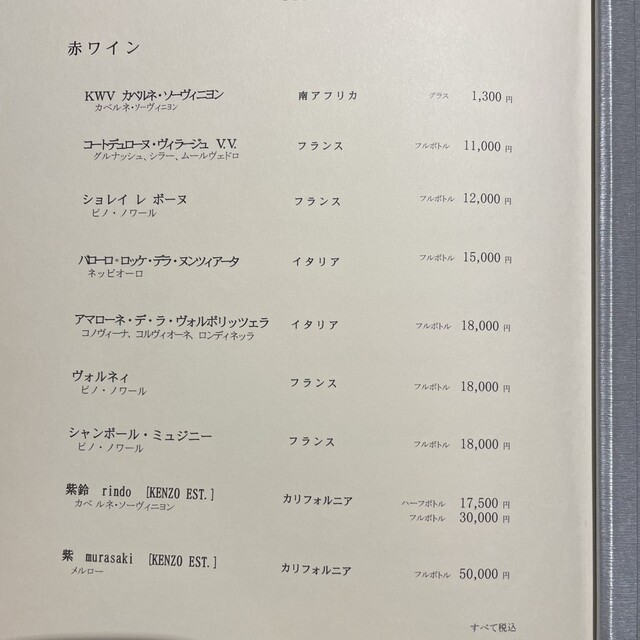 赤ワイン
KWV カベルネ・ソーヴィニヨン 南アフリカ グラス 1,300 円
カベルネ・ソーヴィニヨン
コートデュローヌ・ヴィラージュ V.V. フランス フルボトル 11,000 円
グルナッシュ、シラー、ムールヴェドロ
ショレイ レ ボーヌ フランス フルボトル 12,000 円
ピノ・ノワール
バローロ・ロッケ・デラ・ヌンツィアータ イタリア フルボトル 15,000 円
ネッビオーロ
アマローネ・デ・ラ・ヴォルポリッツェラ イタリア フルボトル 18,000 円
コノヴィーナ、コルヴィオーネ、ロンディネッラ
ヴォルネィ フランス フルボトル 18,000 円
ピノ・ノワール
シャンボール・ミュジニー フランス フルボトル 18,000 円
ピノ・ノワール
紫鈴 rindo [KENZO EST.] カリフォルニア ハーフボトル 17,500 円
カベルネ・ソーヴィニヨン フルボトル 30,000 円
紫 murasaki [KENZO EST.] カリフォルニア フルボトル 50,000 円
メルロー
すべて税込